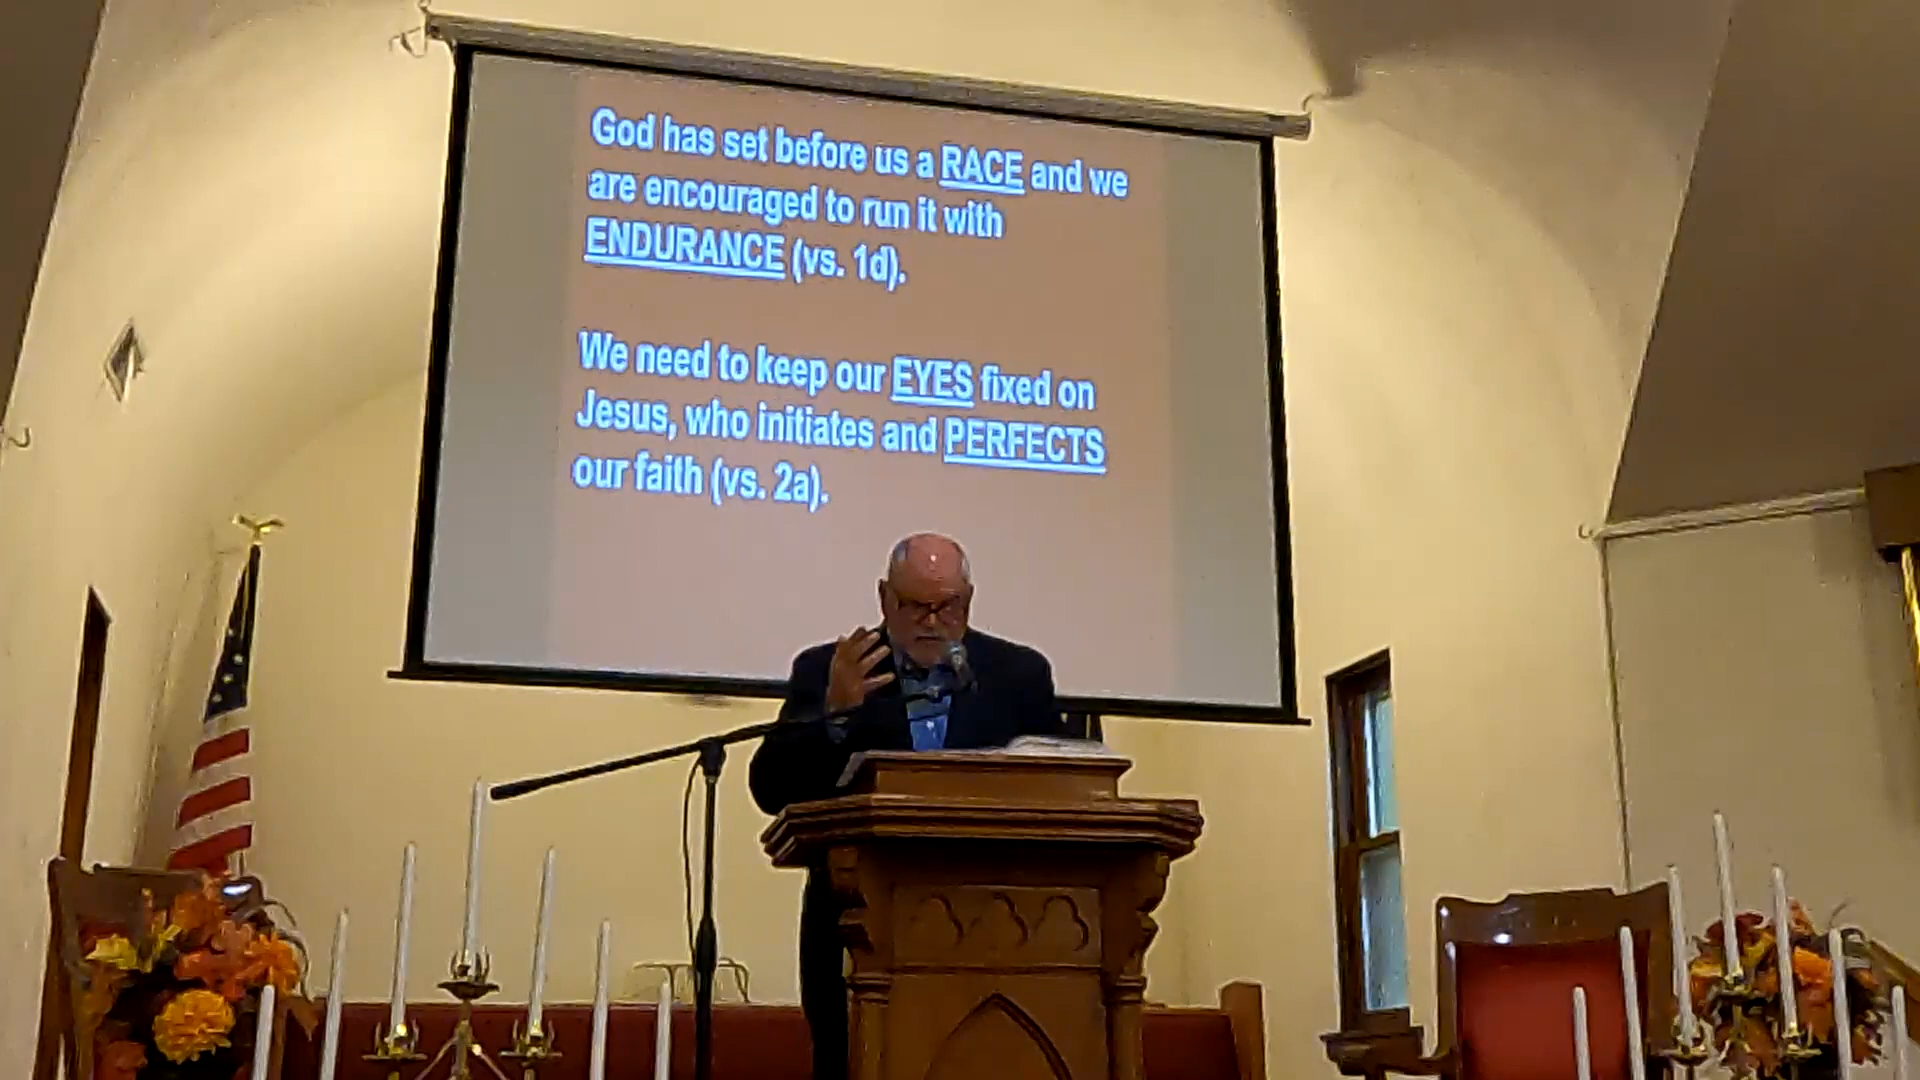 God has set before us a RACE and we
are encouraged to run it with
ENDURANCE (vs. 1d).
We need to keep our EYES fixed on
Jesus, who initiates and PERFECTS
our faith (vs. 2a).